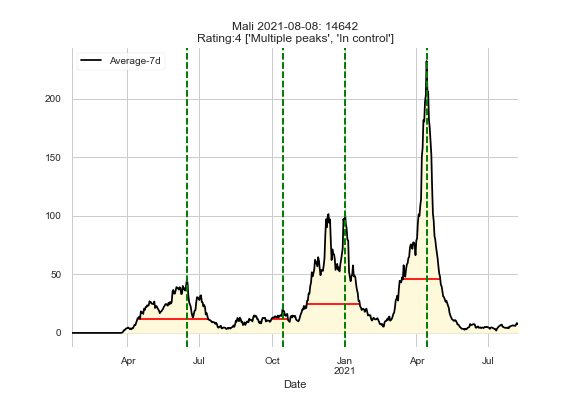 Mali 2021-08-08: 14642
Rating:4 ['Multiple peaks', 'In control']
Average-7d
200
150
100
50
0
Apr Jul Oct Jan Apr Jul
2021
Date